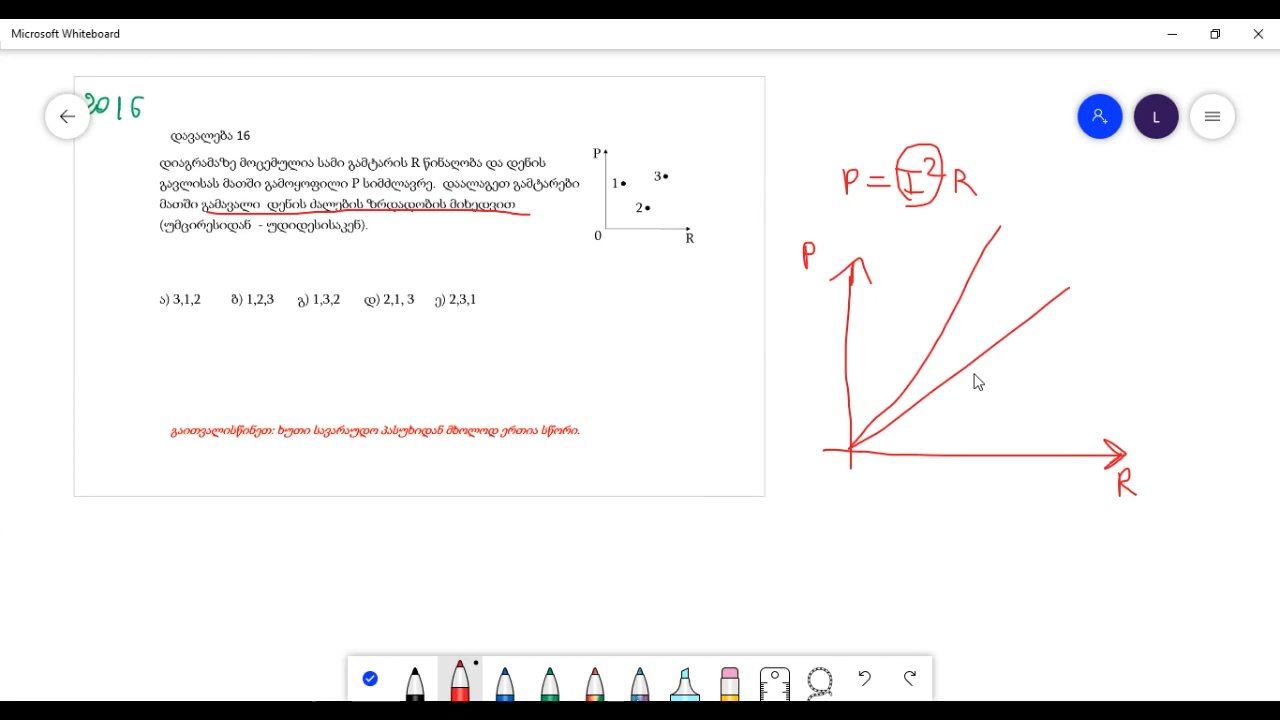 Microsoft Whiteboard
2016
დავალება 16
დიაგრამაზე მოცემულია სამი გამტარის R წინაღობა და დენის
გავლისას მათში გამოყოფილი P სიმძლავრე. დაალაგეთ გამტარები
მათში გამავალი დენის ძალების ზრდადობის მიხედვით
(უმცირესიდან - უდიდესისაკენ).
P
1
3
2
0
R
ა) 3,1,2 ბ) 1,2,3 გ) 1,3,2 დ) 2,1, 3 ე) 2,3,1
გაითვალისწინეთ: ხუთი სავარაუდო პასუხიდან მხოლოდ ერთია სწორი.
L
P = I² R
P
R